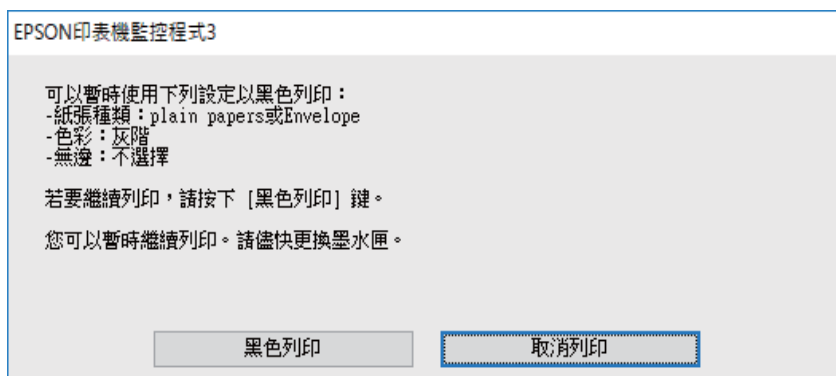 EPSON印表機監控程式3
可以暫時使用下列設定以黑色列印：
-紙張種類：plain papers或Envelope
-色彩：灰階
-無邊：不選擇
若要繼續列印，請按下 [黑色列印] 鍵。
您可以暫時繼續列印。請儘快更換墨水匣。
黑色列印
取消列印